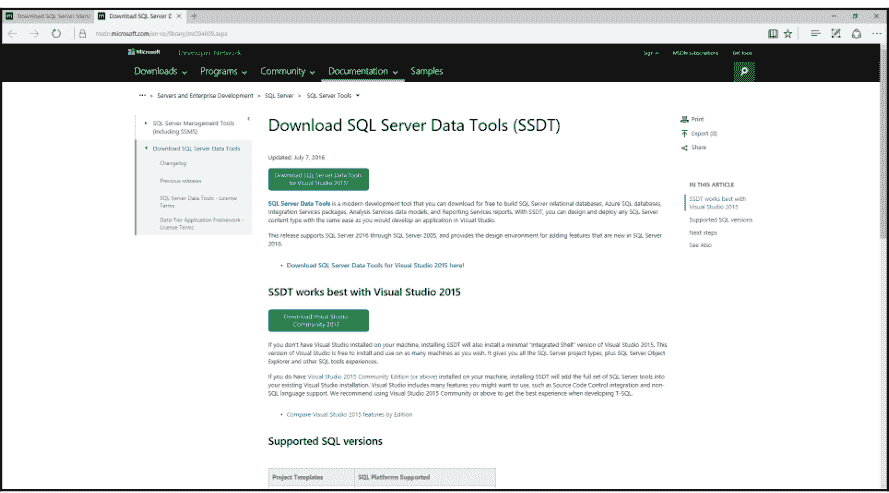 Download SQL Server Mana
Download SQL Server D
msdn.microsoft.com/en-us/library/mt204009.aspx
Microsoft Developer Network
Sign in MSDN subscriptions Get tools
Downloads Programs Community Documentation Samples
Servers and Enterprise Development > SQL Server > SQL Server Tools
SQL Server Management Tools
(including SSMS)
Download SQL Server Data Tools
Changelog
Previous releases
SQL Server Data Tools - License
Terms
Data-Tier Application Framework -
License Terms
Download SQL Server Data Tools (SSDT)
Updated: July 7, 2016
Download SQL Server Data Tools
for Visual Studio 2015!
SQL Server Data Tools is a modern development tool that you can download for free to build SQL Server relational databases, Azure SQL databases,
Integration Services packages, Analysis Services data models, and Reporting Services reports. With SSDT, you can design and deploy any SQL Server
content type with the same ease as you would develop an application in Visual Studio.
This release supports SQL Server 2016 through SQL Server 2005, and provides the design environment for adding features that are new in SQL Server
2016.
• Download SQL Server Data Tools for Visual Studio 2015 here!
SSDT works best with Visual Studio 2015
Download Visual Studio
Community 2015
If you don't have Visual Studio installed on your machine, installing SSDT will also install a minimal "Integrated Shell" version of Visual Studio 2015. This
version of Visual Studio is free to install and use on as many machines as you wish. It gives you all the SQL Server project types, plus SQL Server Object
Explorer and other SQL tools experiences.
If you do have Visual Studio 2015 Community Edition (or above) installed on your machine, installing SSDT will add the full set of SQL Server tools into
your existing Visual Studio installation. Visual Studio includes many features you might want to use, such as Source Code Control integration and non-
SQL language support. We recommend using Visual Studio 2015 Community or above to get the best experience when developing T-SQL.
• Compare Visual Studio 2015 features by Edition
Supported SQL versions
Project Templates SQL Platforms Supported
Print
Export (0)
Share
IN THIS ARTICLE
SSDT works best with
Visual Studio 2015
Supported SQL versions
Next steps
See Also